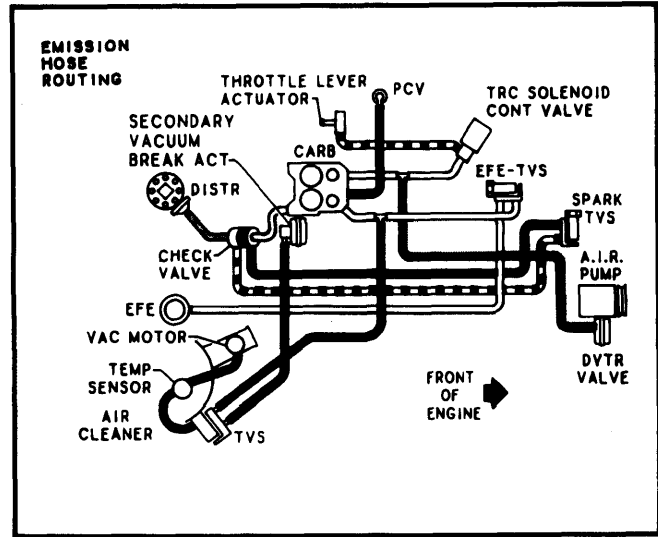 EMISSION
HOSE
ROUTING
THROTTLE LEVER
ACTUATOR
PCV
TRC SOLENOID
CONT VALVE
SECONDARY
VACUUM
BREAK ACT
CARB
EFE-TVS
DISTR
SPARK
TVS
CHECK
VALVE
A.I.R.
PUMP
EFE
VAC MOTOR
TEMP
SENSOR
AIR
CLEANER
TVS
FRONT
OF
ENGINE
DVTR
VALVE